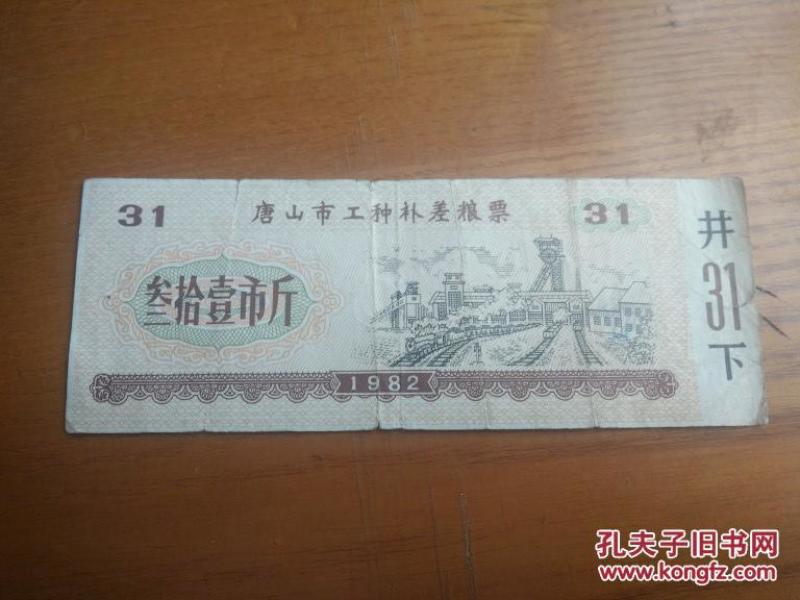 31 唐山市工种补差粮票 31
叁拾壹市斤
1982
井
31
下
孔夫子旧书网
www.kongfz.com